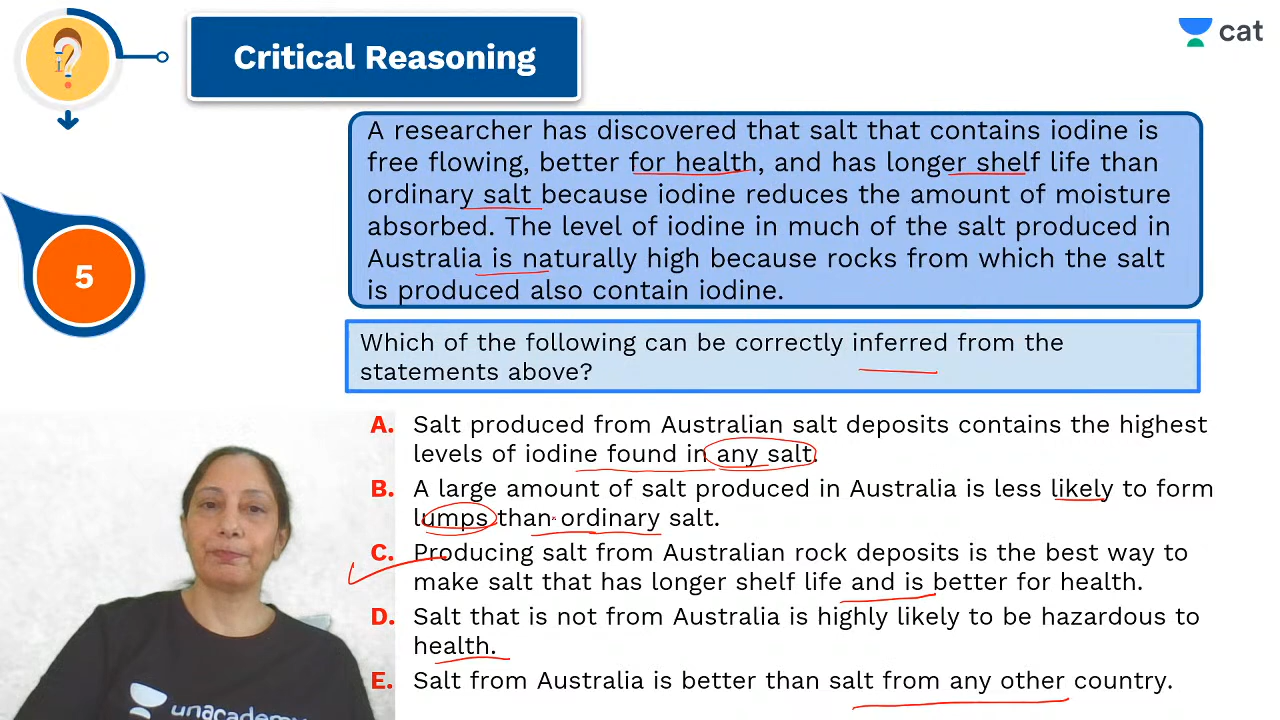 cat
Critical Reasoning
A researcher has discovered that salt that contains iodine is
free flowing, better for health, and has longer shelf life than
ordinary salt because iodine reduces the amount of moisture
absorbed. The level of iodine in much of the salt produced in
Australia is naturally high because rocks from which the salt
is produced also contain iodine.
5
Which of the following can be correctly inferred from the
statements above?
A. Salt produced from Australian salt deposits contains the highest
levels of iodine found in any salt.
B. A large amount of salt produced in Australia is less likely to form
lumps than ordinary salt.
C. Producing salt from Australian rock deposits is the best way to
make salt that has longer shelf life and is better for health.
D. Salt that is not from Australia is highly likely to be hazardous to
health.
E. Salt from Australia is better than salt from any other country.
unacademy